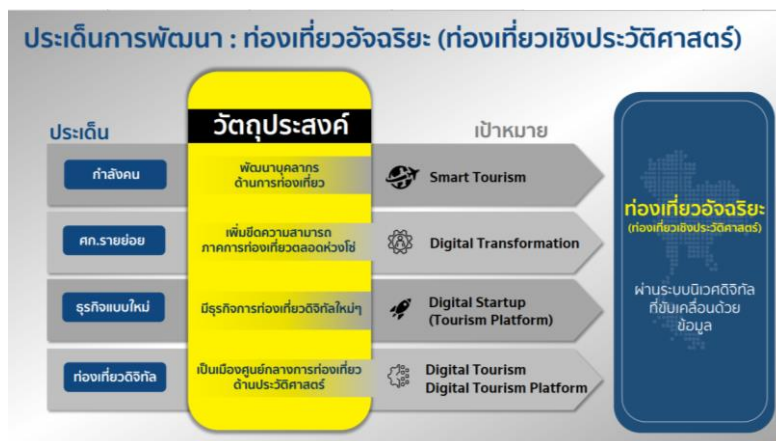 ประเด็นการพัฒนา : ท่องเที่ยวอัจฉริยะ (ท่องเที่ยวเชิงประวัติศาสตร์)
ประเด็น
วัตถุประสงค์
เป้าหมาย
กำลังคน
พัฒนาบุคลากร
ด้านการท่องเที่ยว
Smart Tourism
ศก.รายย่อย
เพิ่มขีดความสามารถ
ภาคการท่องเที่ยวตลอดห่วงโซ่
Digital Transformation
ธุรกิจแบบใหม่
มีธุรกิจการท่องเที่ยวดิจิทัลใหม่ๆ
Digital Startup
(Tourism Platform)
ท่องเที่ยวดิจิทัล
เป็นเมืองศูนย์กลางการท่องเที่ยว
ด้านประวัติศาสตร์
Digital Tourism
Digital Tourism Platform
ท่องเที่ยวอัจฉริยะ
(ท่องเที่ยวเชิงประวัติศาสตร์)
ผ่านระบบนิเวศดิจิทัล
ที่ขับเคลื่อนด้วย
ข้อมูล